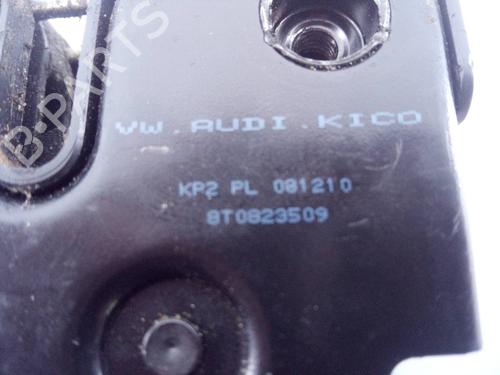 B-PARTS
VW.AUDI.KICO
KP2 PL 081210
8T0823509